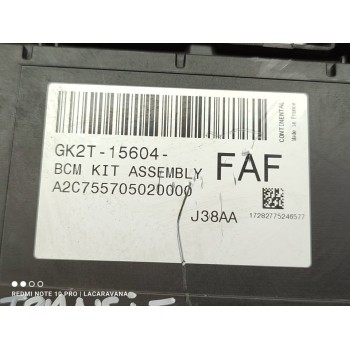 CONTINENTAL
Made in France
GK2T-15604-
BCM KIT ASSEMBLY FAF
A2C755705020000
J38AA
17282775248577
REDMI NOTE 10 PRO | LACARAVANA